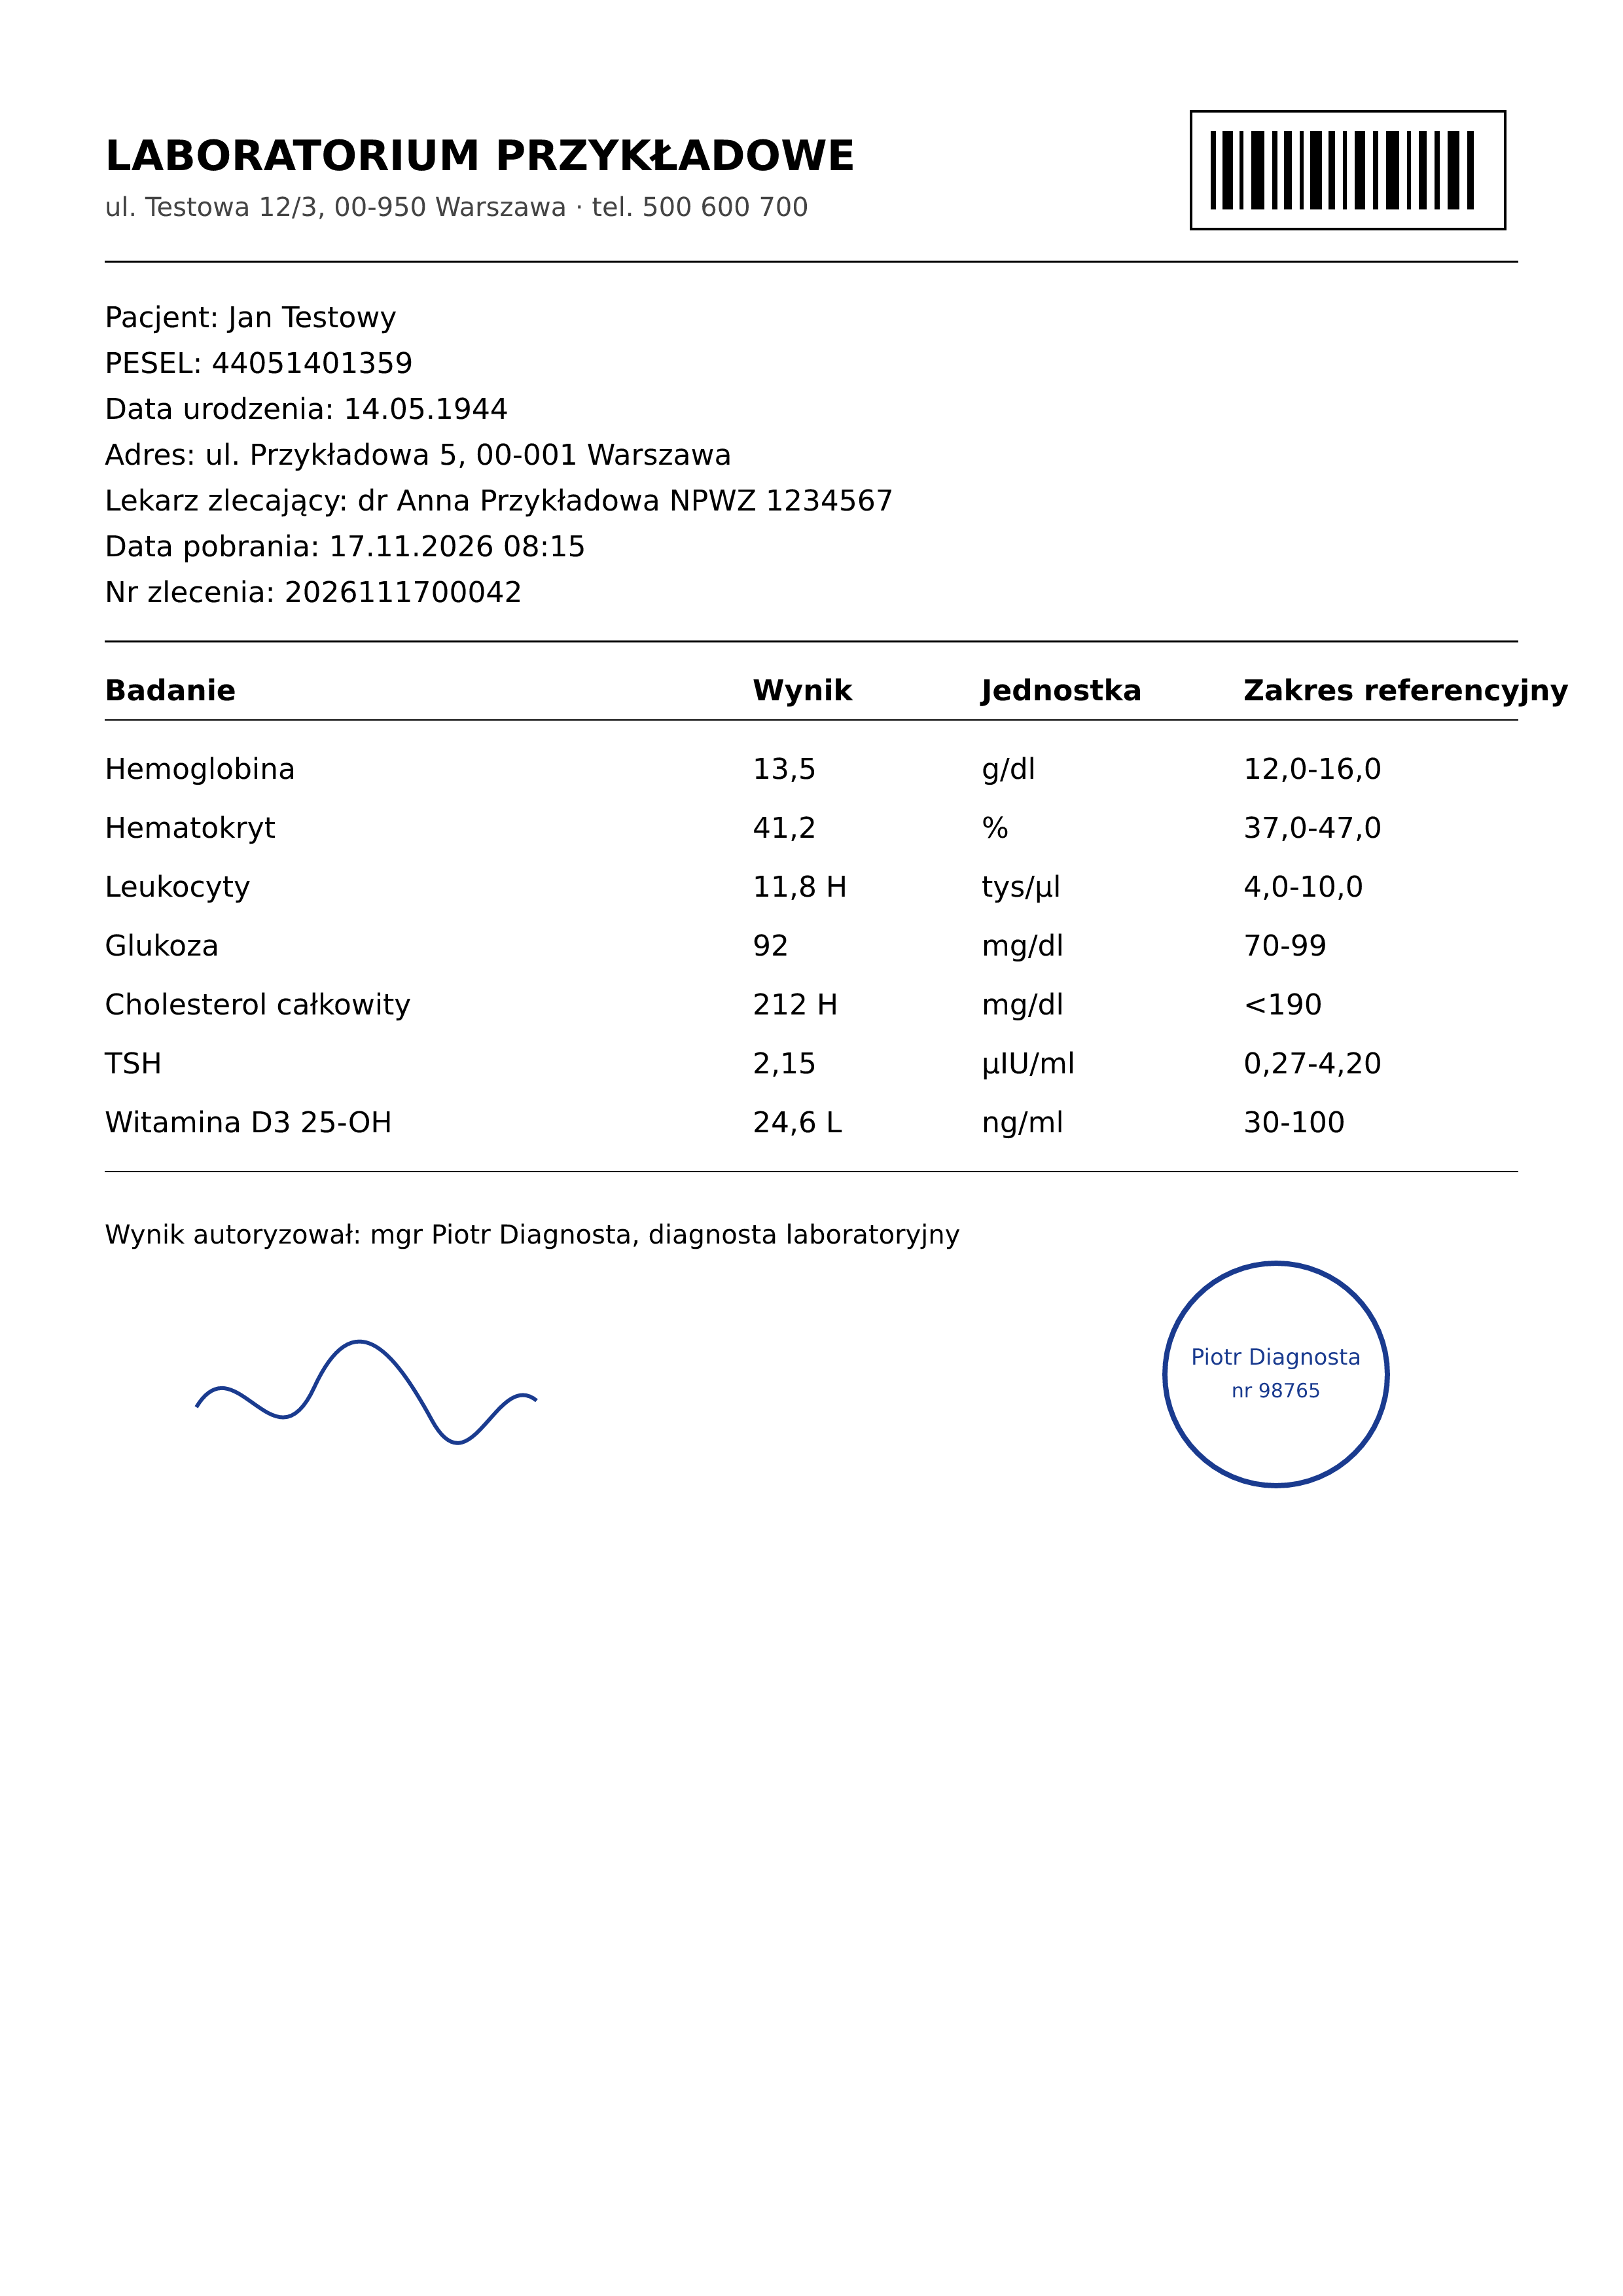 LABORATORIUM PRZYKŁADOWE
ul. Testowa 12/3, 00-950 Warszawa · tel. 500 600 700
Pacjent: Jan Testowy
PESEL: 44051401359
Data urodzenia: 14.05.1944
Adres: ul. Przykładowa 5, 00-001 Warszawa
Lekarz zlecający: dr Anna Przykładowa NPWZ 1234567
Data pobrania: 17.11.2026 08:15
Nr zlecenia: 2026111700042
Badanie Wynik Jednostka Zakres referencyjny
Hemoglobina 13,5 g/dl 12,0-16,0
Hematokryt 41,2 % 37,0-47,0
Leukocyty 11,8 H tys/µl 4,0-10,0
Glukoza 92 mg/dl 70-99
Cholesterol całkowity 212 H mg/dl <190
TSH 2,15 µIU/ml 0,27-4,20
Witamina D3 25-OH 24,6 L ng/ml 30-100
Wynik autoryzował: mgr Piotr Diagnosta, diagnosta laboratoryjny
Piotr Diagnosta
nr 98765